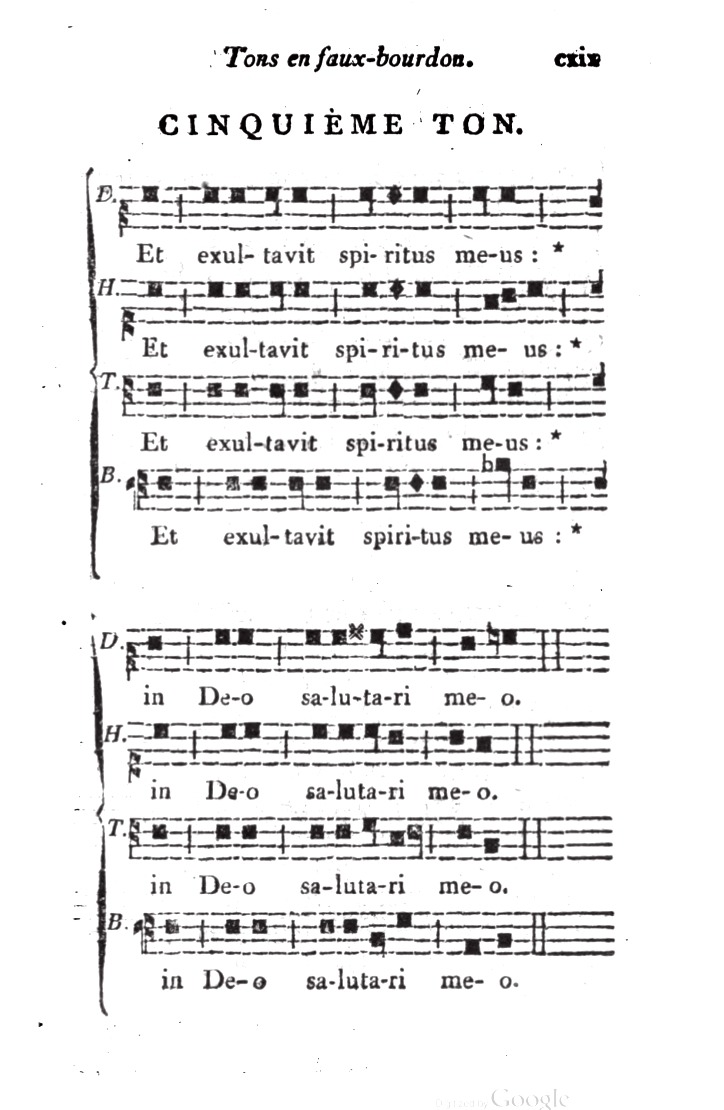 Tons en faux-bourdon. cxix
CINQUIÈME TON.
D.
Et exul- tavit spi- ritus me-us : *
H.
Et exul-tavit spi-ri-tus me- us : *
T.
Et exul-tavit spi-ritus me-us : *
B.
Et exul- tavit spiri-tus me- us : *
D.
in De-o sa-lu-ta-ri me- o.
H.
in De-o sa-luta-ri me-o.
T.
in De-o sa-luta-ri me- o.
B.
in De- o sa-luta-ri me- o.
Digitized by Google